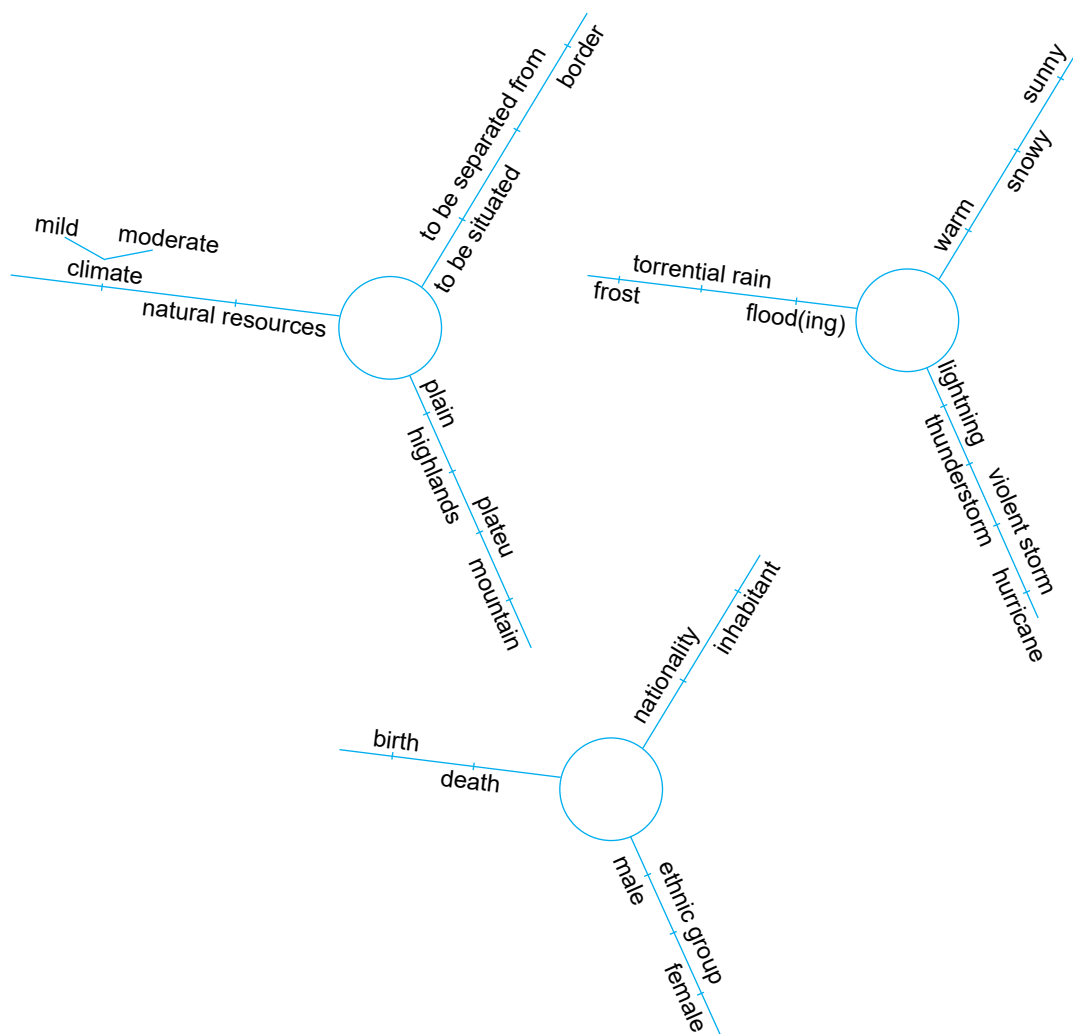 to be separated from
border
to be situated
mild
moderate
climate
natural resources
plain
highlands
plateu
mountain
sunny
snowy
warm
torrential rain
frost
flood(ing)
lightning
thunderstorm
violent storm
hurricane
nationality
inhabitant
birth
death
male
ethnic group
female